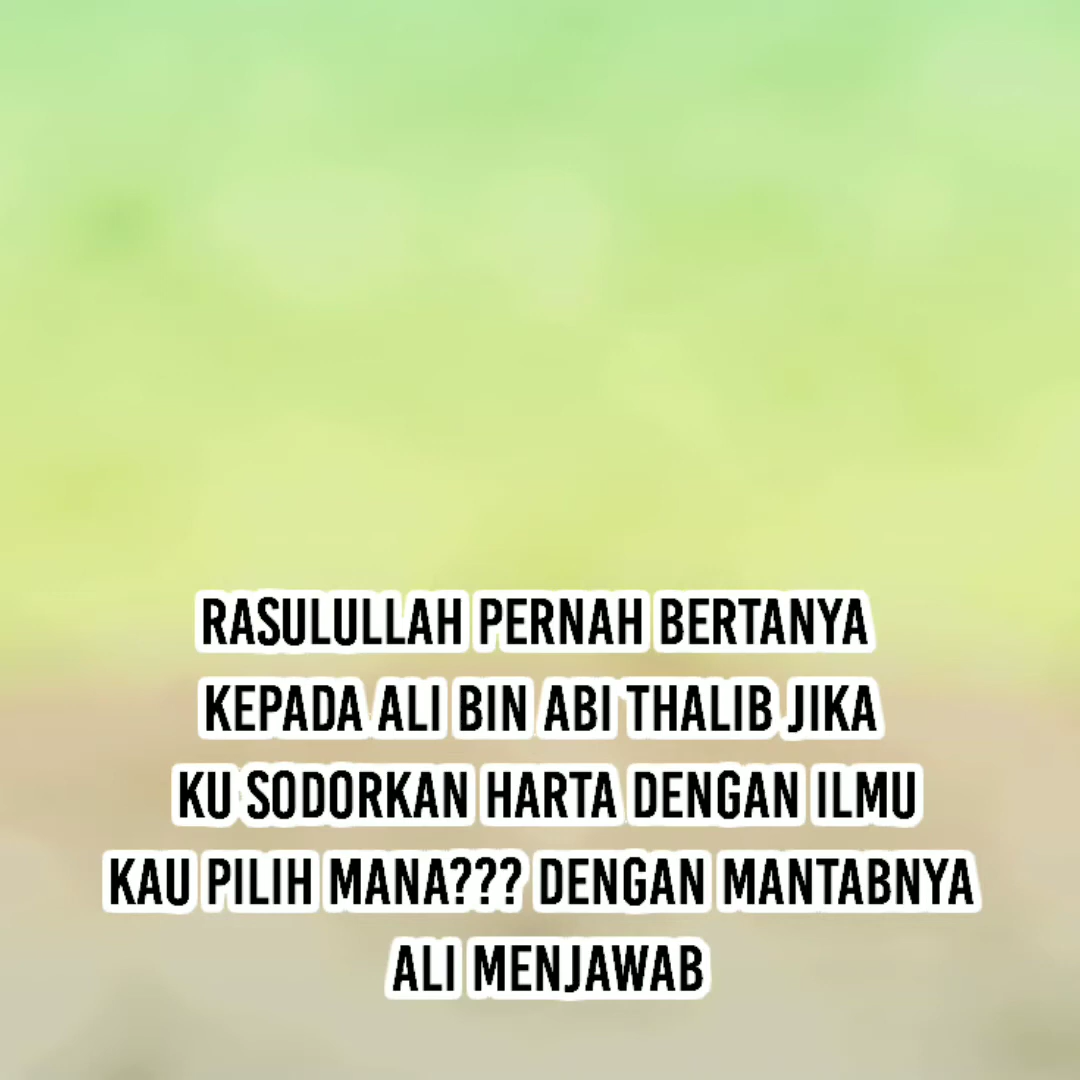 RASULULLAH PERNAH BERTANYA
KEPADA ALI BIN ABI THALIB JIKA
KU SODORKAN HARTA DENGAN ILMU
KAU PILIH MANA??? DENGAN MANTABNYA
ALI MENJAWAB